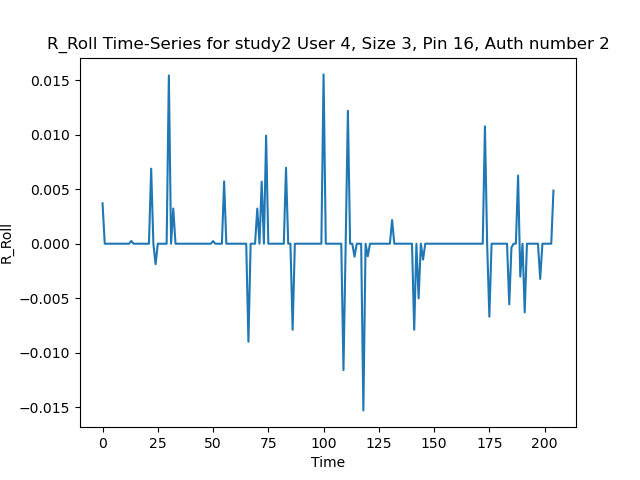 R_Roll Time-Series for study2 User 4, Size 3, Pin 16, Auth number 2
0.015
0.010
0.005
0.000
−0.005
−0.010
−0.015
R_Roll
0 25 50 75 100 125 150 175 200
Time